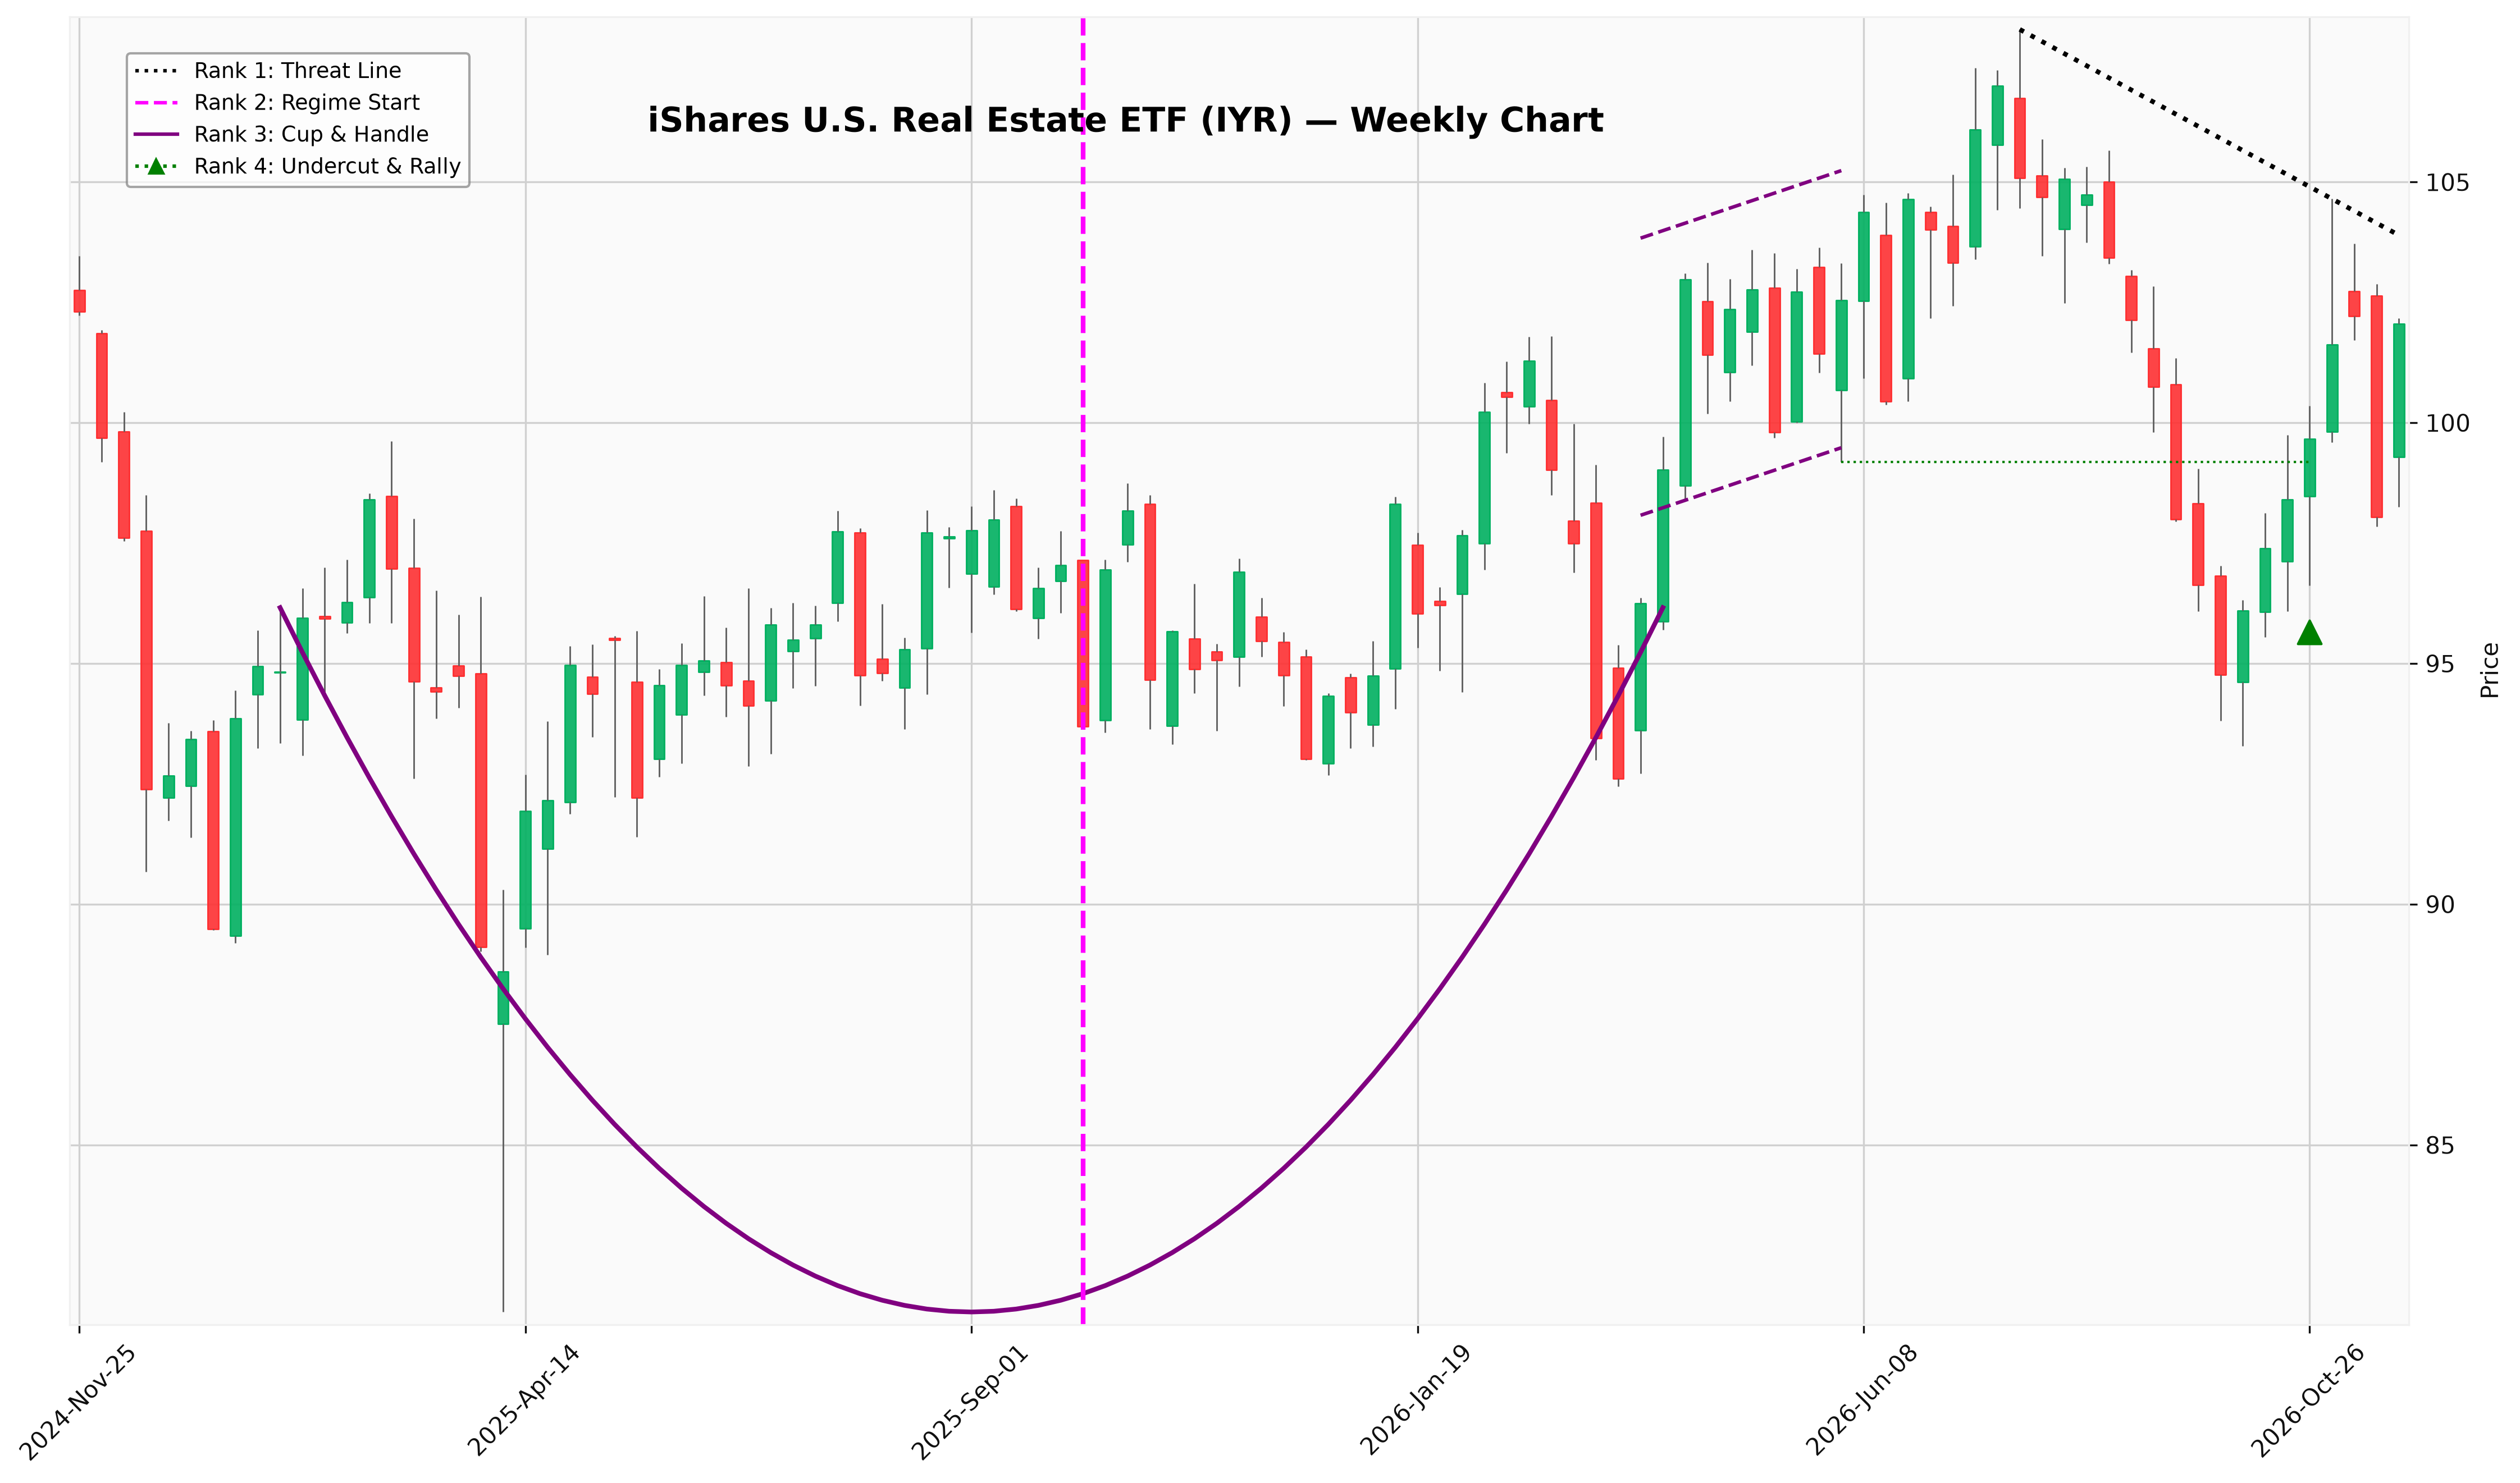 Rank 1: Threat Line
Rank 2: Regime Start
Rank 3: Cup & Handle
Rank 4: Undercut & Rally
iShares U.S. Real Estate ETF (IYR) — Weekly Chart
105
100
95
90
85
Price
2024-Nov-25
2025-Apr-14
2025-Sep-01
2026-Jan-19
2026-Jun-08
2026-Oct-26